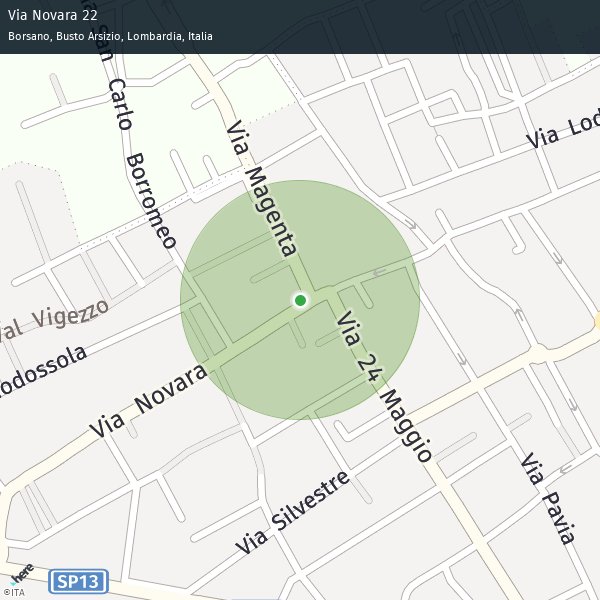 Via Novara 22
Borsano, Busto Arsizio, Lombardia, Italia
San Carlo Borromeo
Via Magenta
Via Lod
Val Vigezzo
odossola
Via Novara
Via 24 Maggio
Via Silvestre
Via Pavia
SP13
here
©ITA